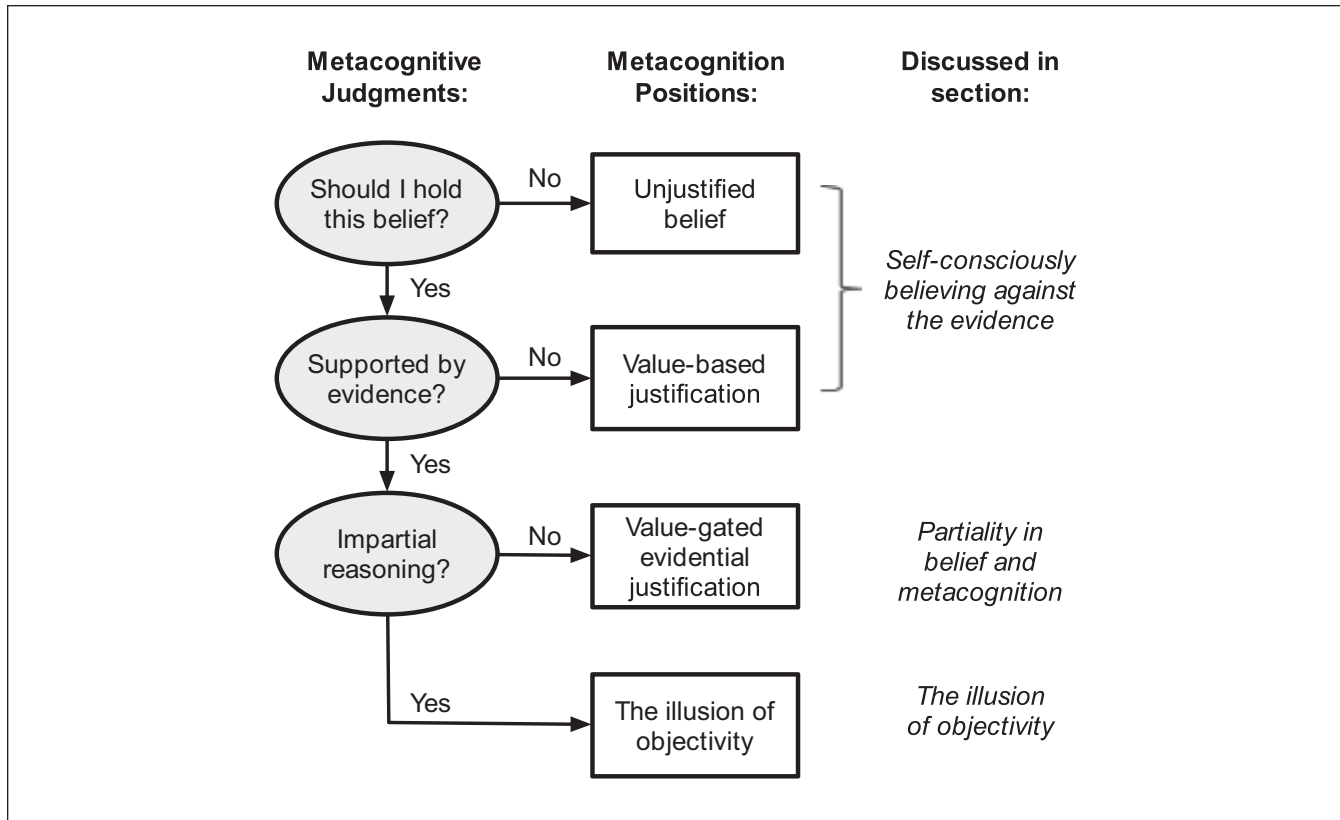 Metacognitive
Judgments:
Metacognition
Positions:
Discussed in
section:
Should I hold
this belief?
No
Unjustified
belief
Self-consciously
believing against
the evidence
Yes
Supported by
evidence?
No
Value-based
justification
Yes
Impartial
reasoning?
No
Value-gated
evidential
justification
Partiality in
belief and
metacognition
Yes
The illusion of
objectivity
The illusion
of objectivity